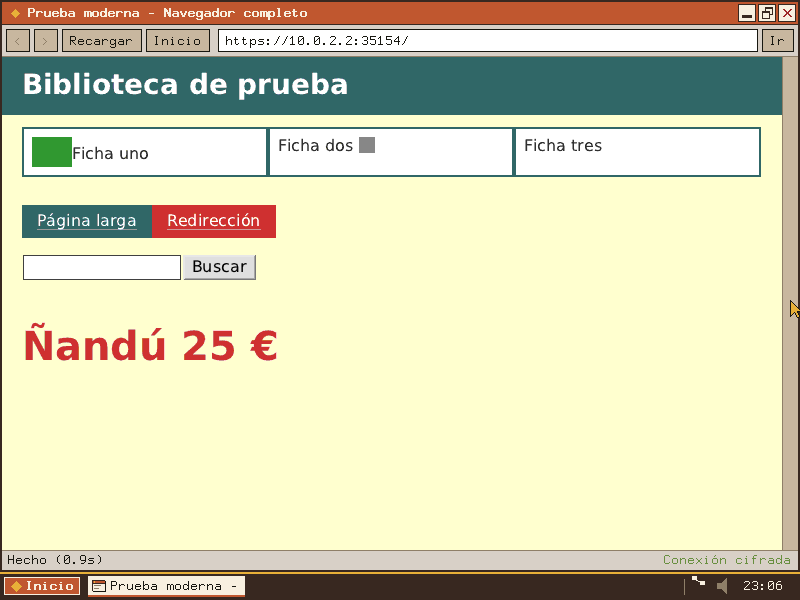 Prueba moderna - Navegador completo
< > Recargar Inicio https://10.0.2.2:35154/ Ir
Biblioteca de prueba
Ficha uno Ficha dos Ficha tres
Página larga Redirección
Buscar
Ñandú 25 €
Hecho (0.9s) Conexión cifrada
Inicio Prueba moderna - 23:06